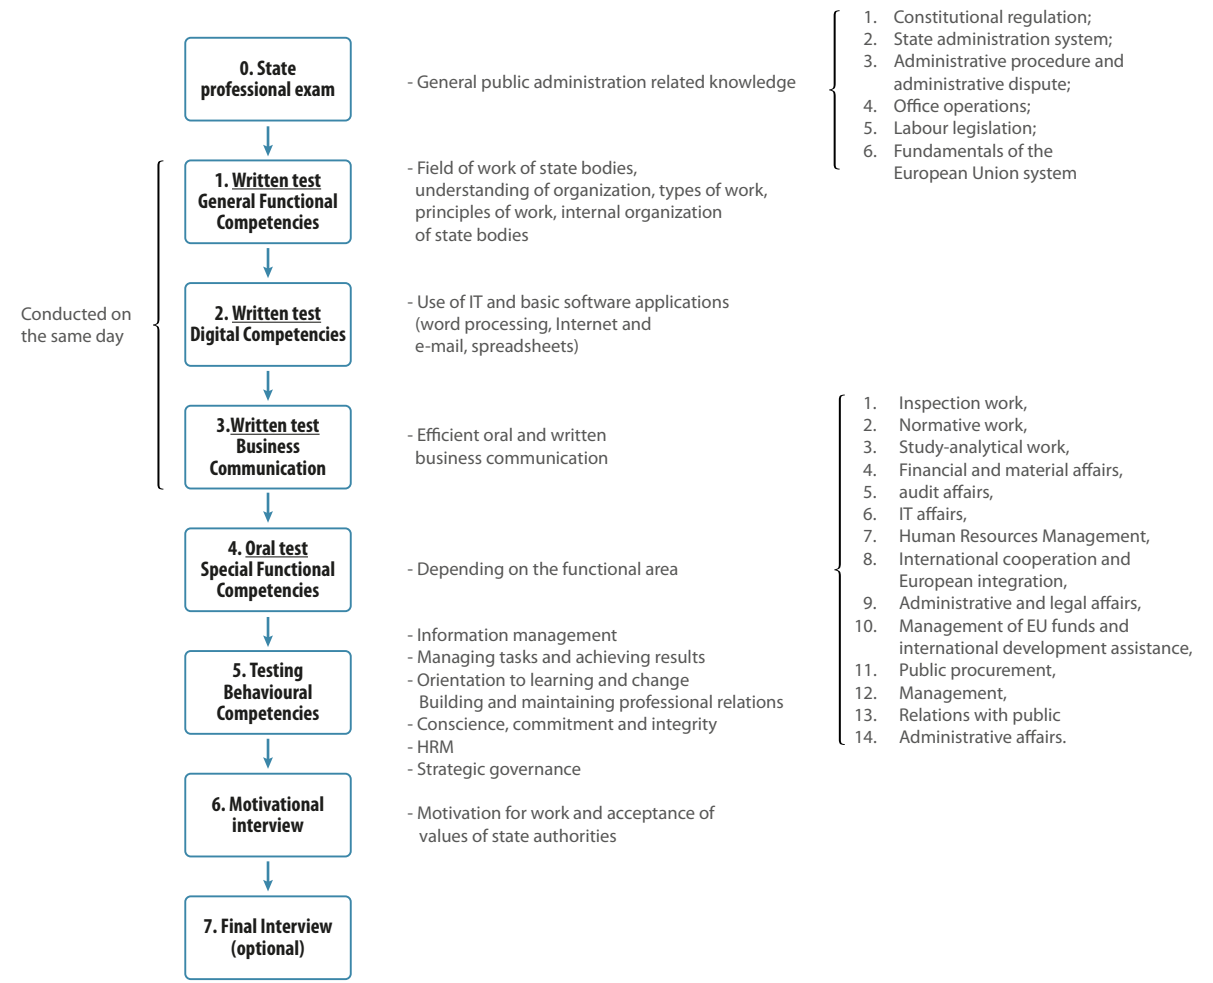 0. State
professional exam
- General public administration related knowledge
1. Constitutional regulation;
2. State administration system;
3. Administrative procedure and
administrative dispute;
4. Office operations;
5. Labour legislation;
6. Fundamentals of the
European Union system
Conducted on
the same day
1. Written test
General Functional
Competencies
- Field of work of state bodies,
understanding of organization, types of work,
principles of work, internal organization
of state bodies
2. Written test
Digital Competencies
- Use of IT and basic software applications
(word processing, Internet and
e-mail, spreadsheets)
3.Written test
Business
Communication
- Efficient oral and written
business communication
4. Oral test
Special Functional
Competencies
- Depending on the functional area
1. Inspection work,
2. Normative work,
3. Study-analytical work,
4. Financial and material affairs,
5. audit affairs,
6. IT affairs,
7. Human Resources Management,
8. International cooperation and
European integration,
9. Administrative and legal affairs,
10. Management of EU funds and
international development assistance,
11. Public procurement,
12. Management,
13. Relations with public
14. Administrative affairs.
5. Testing
Behavioural
Competencies
- Information management
- Managing tasks and achieving results
- Orientation to learning and change
Building and maintaining professional relations
- Conscience, commitment and integrity
- HRM
- Strategic governance
6. Motivational
interview
- Motivation for work and acceptance of
values of state authorities
7. Final Interview
(optional)